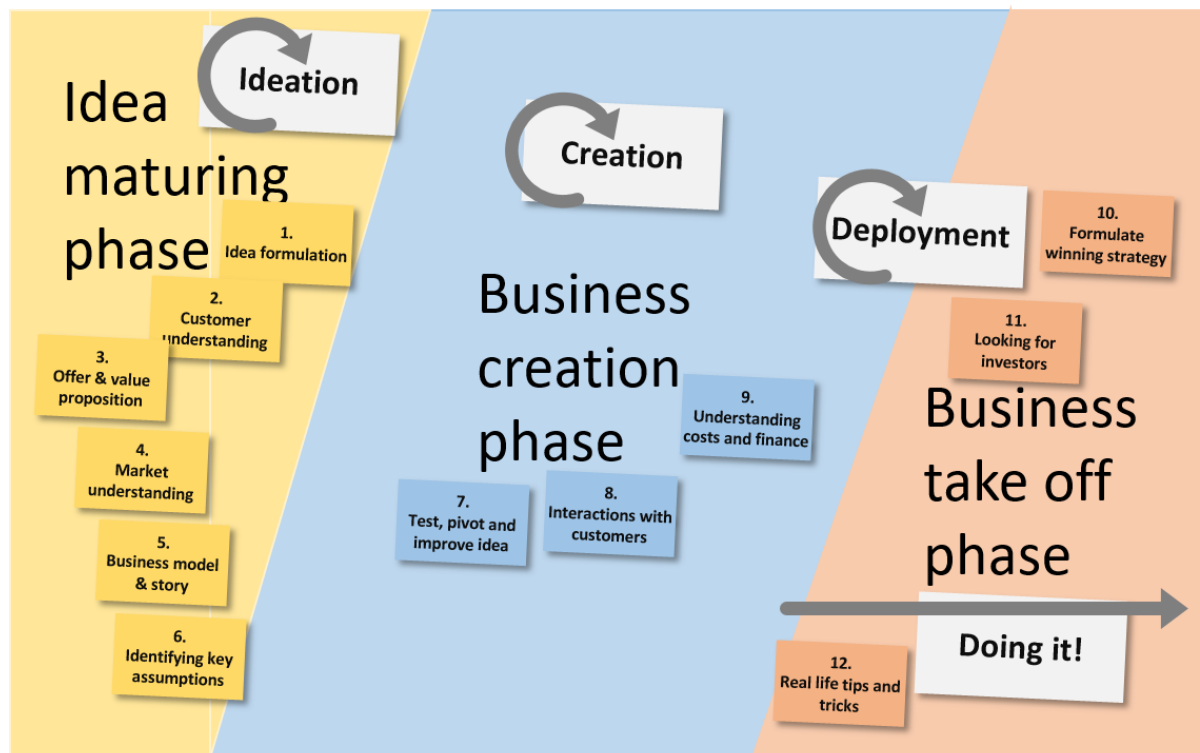 Idea
maturing
phase
Ideation
1.
Idea formulation
2.
Customer
understanding
3.
Offer & value
proposition
4.
Market
understanding
5.
Business model
& story
6.
Identifying key
assumptions
Creation
Business
creation
phase
7.
Test, pivot and
improve idea
8.
Interactions with
customers
9.
Understanding
costs and finance
Deployment
10.
Formulate
winning strategy
11.
Looking for
investors
Business
take off
phase
Doing it!
12.
Real life tips and
tricks